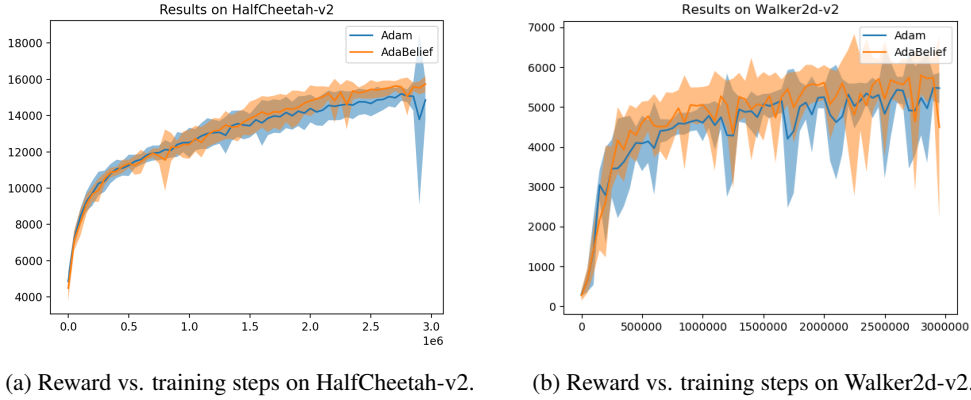 Results on HalfCheetah-v2
Adam
AdaBelief
18000
16000
14000
12000
10000
8000
6000
4000
0.0 0.5 1.0 1.5 2.0 2.5 3.0
1e6
(a) Reward vs. training steps on HalfCheetah-v2.
Results on Walker2d-v2
Adam
AdaBelief
7000
6000
5000
4000
3000
2000
1000
0
0 500000 1000000 1500000 2000000 2500000 3000000
(b) Reward vs. training steps on Walker2d-v2.